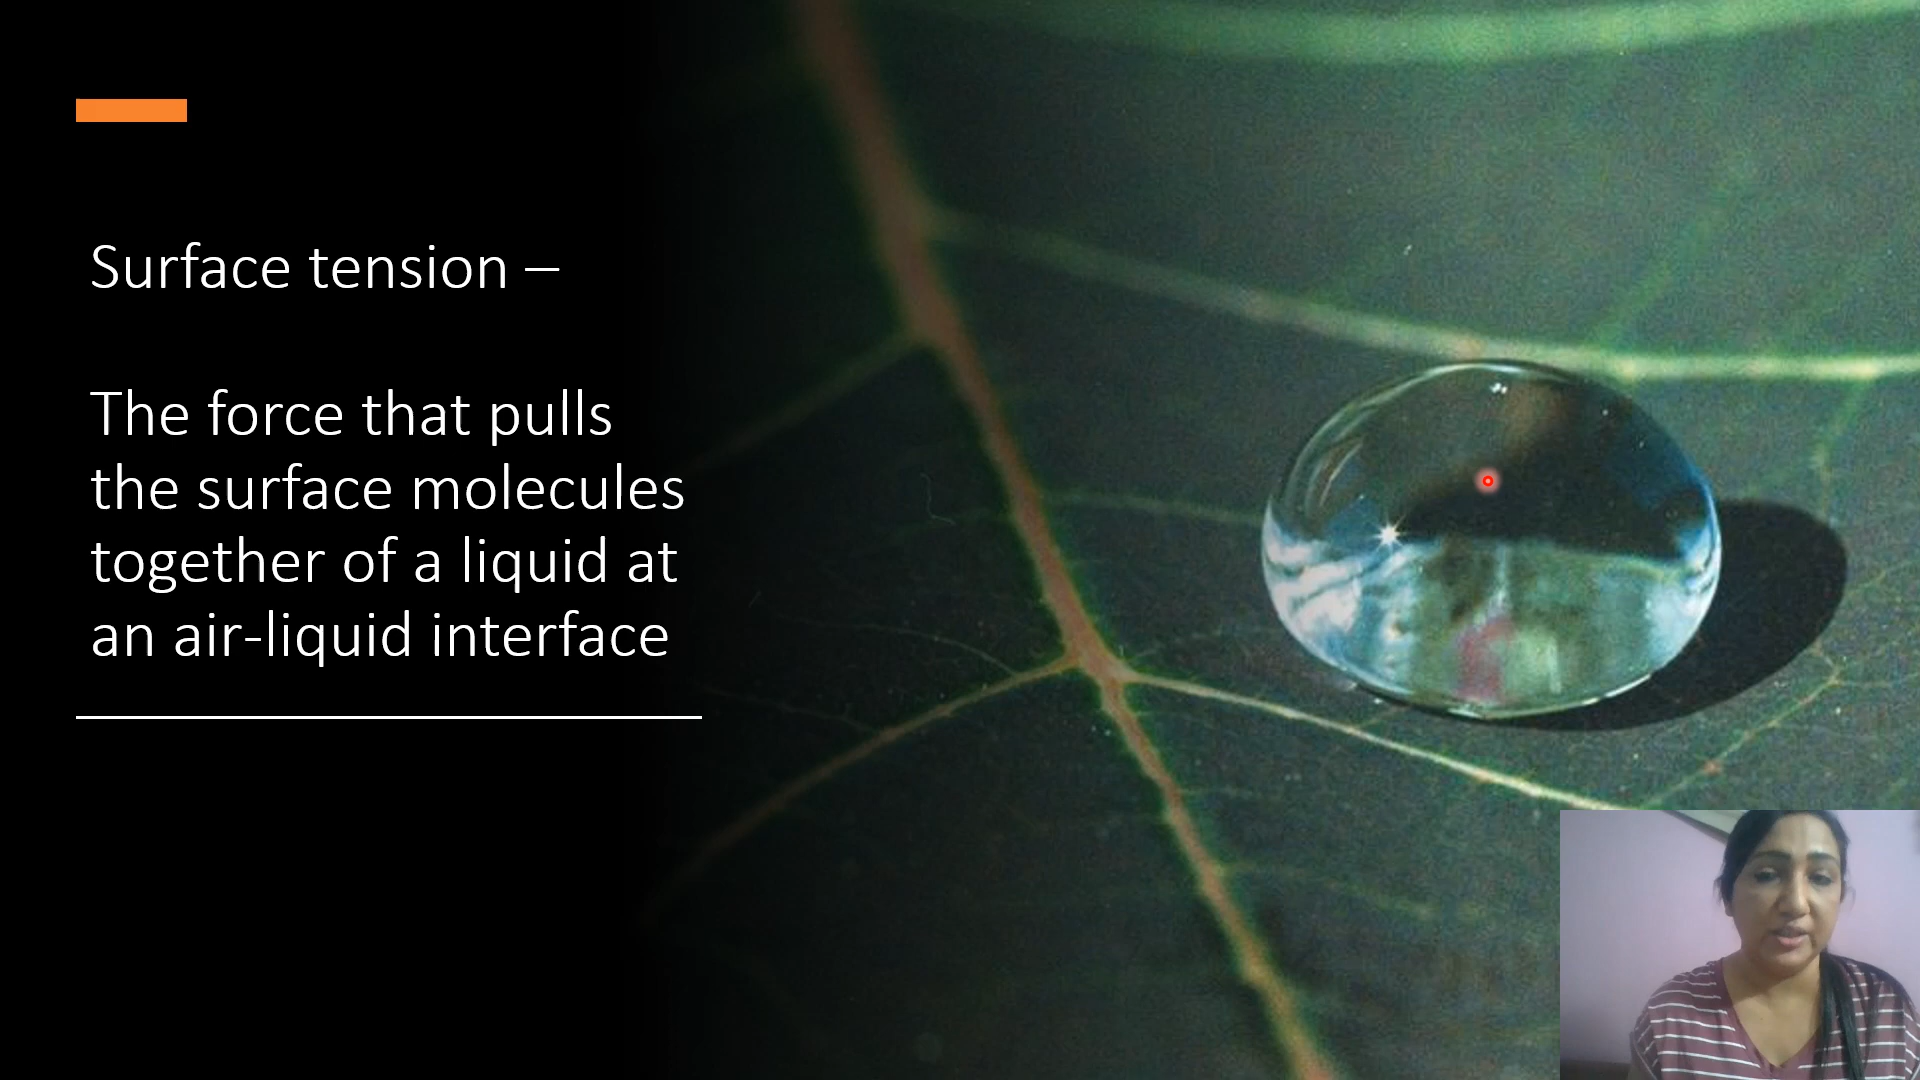 Surface tension –
The force that pulls
the surface molecules
together of a liquid at
an air-liquid interface